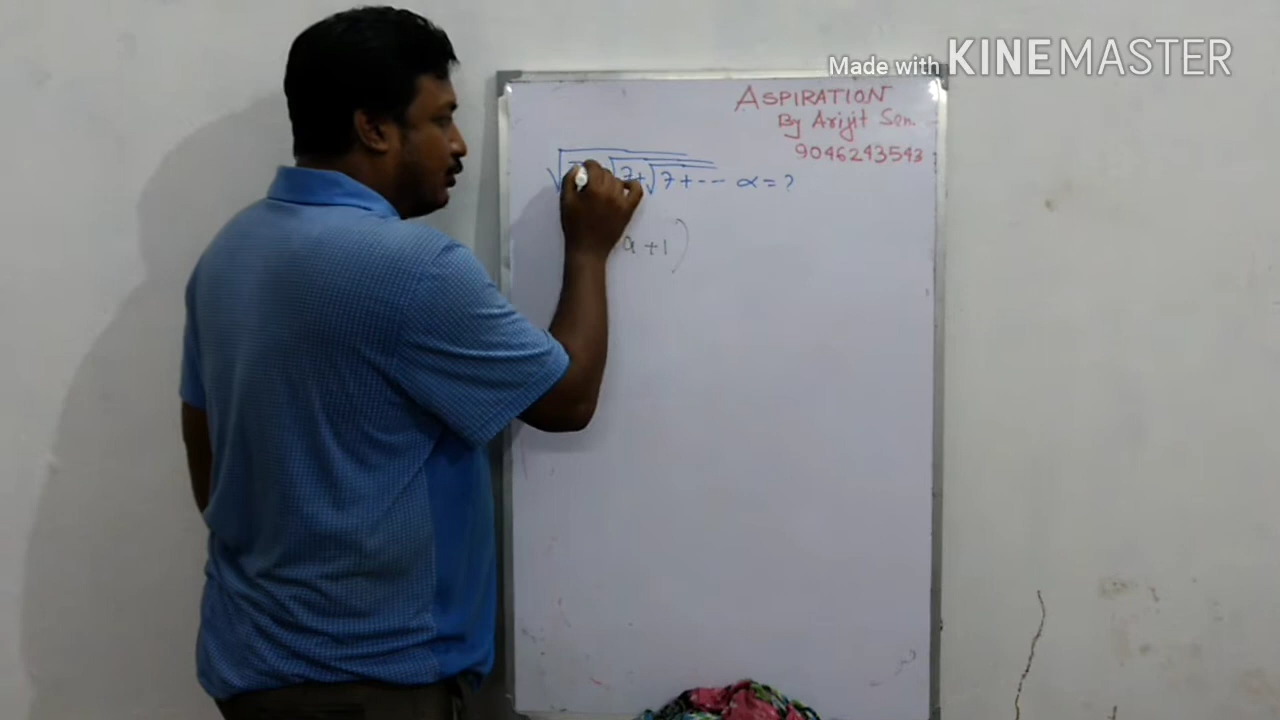 Made with KINEMASTER
ASPIRATION
By Arijit Sen.
9046243543
√7+√7+ --- α = ?
a + 1)